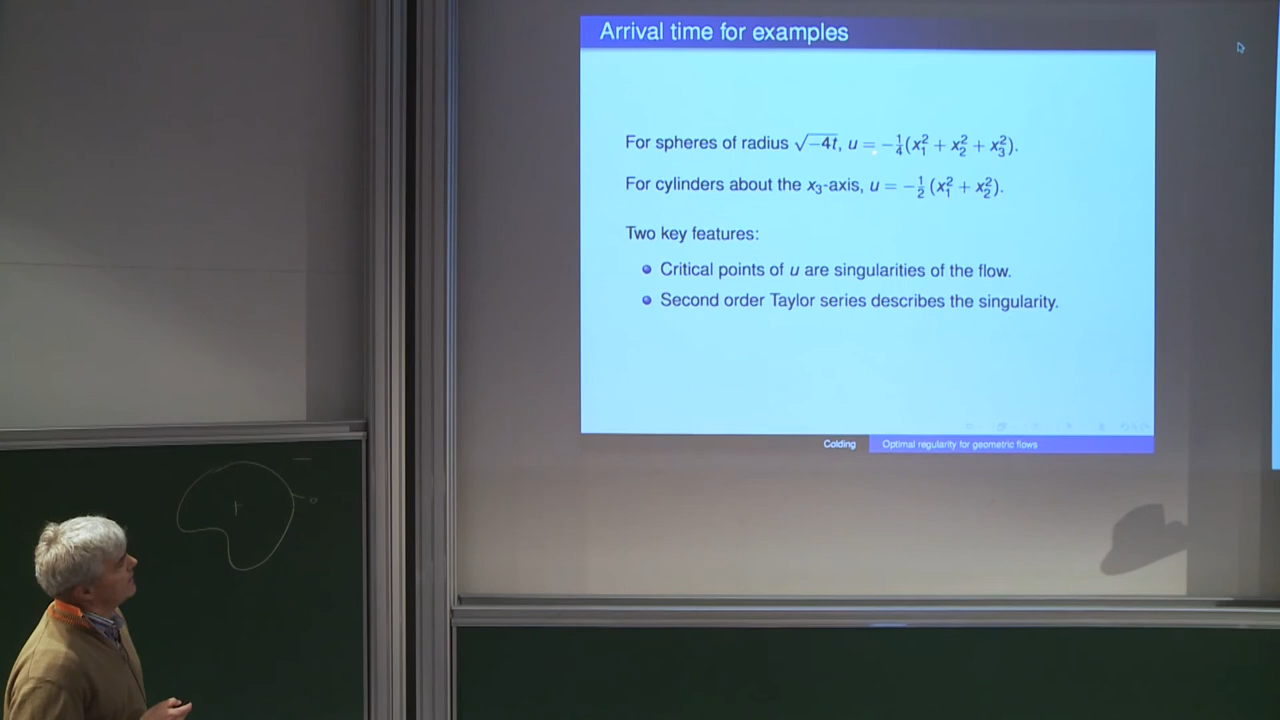 Arrival time for examples
For spheres of radius √−4t, u = −1/4(x₁² + x₂² + x₃²).
For cylinders about the x₃-axis, u = −1/2 (x₁² + x₂²).
Two key features:
Critical points of u are singularities of the flow.
Second order Taylor series describes the singularity.
Colding
Optimal regularity for geometric flows